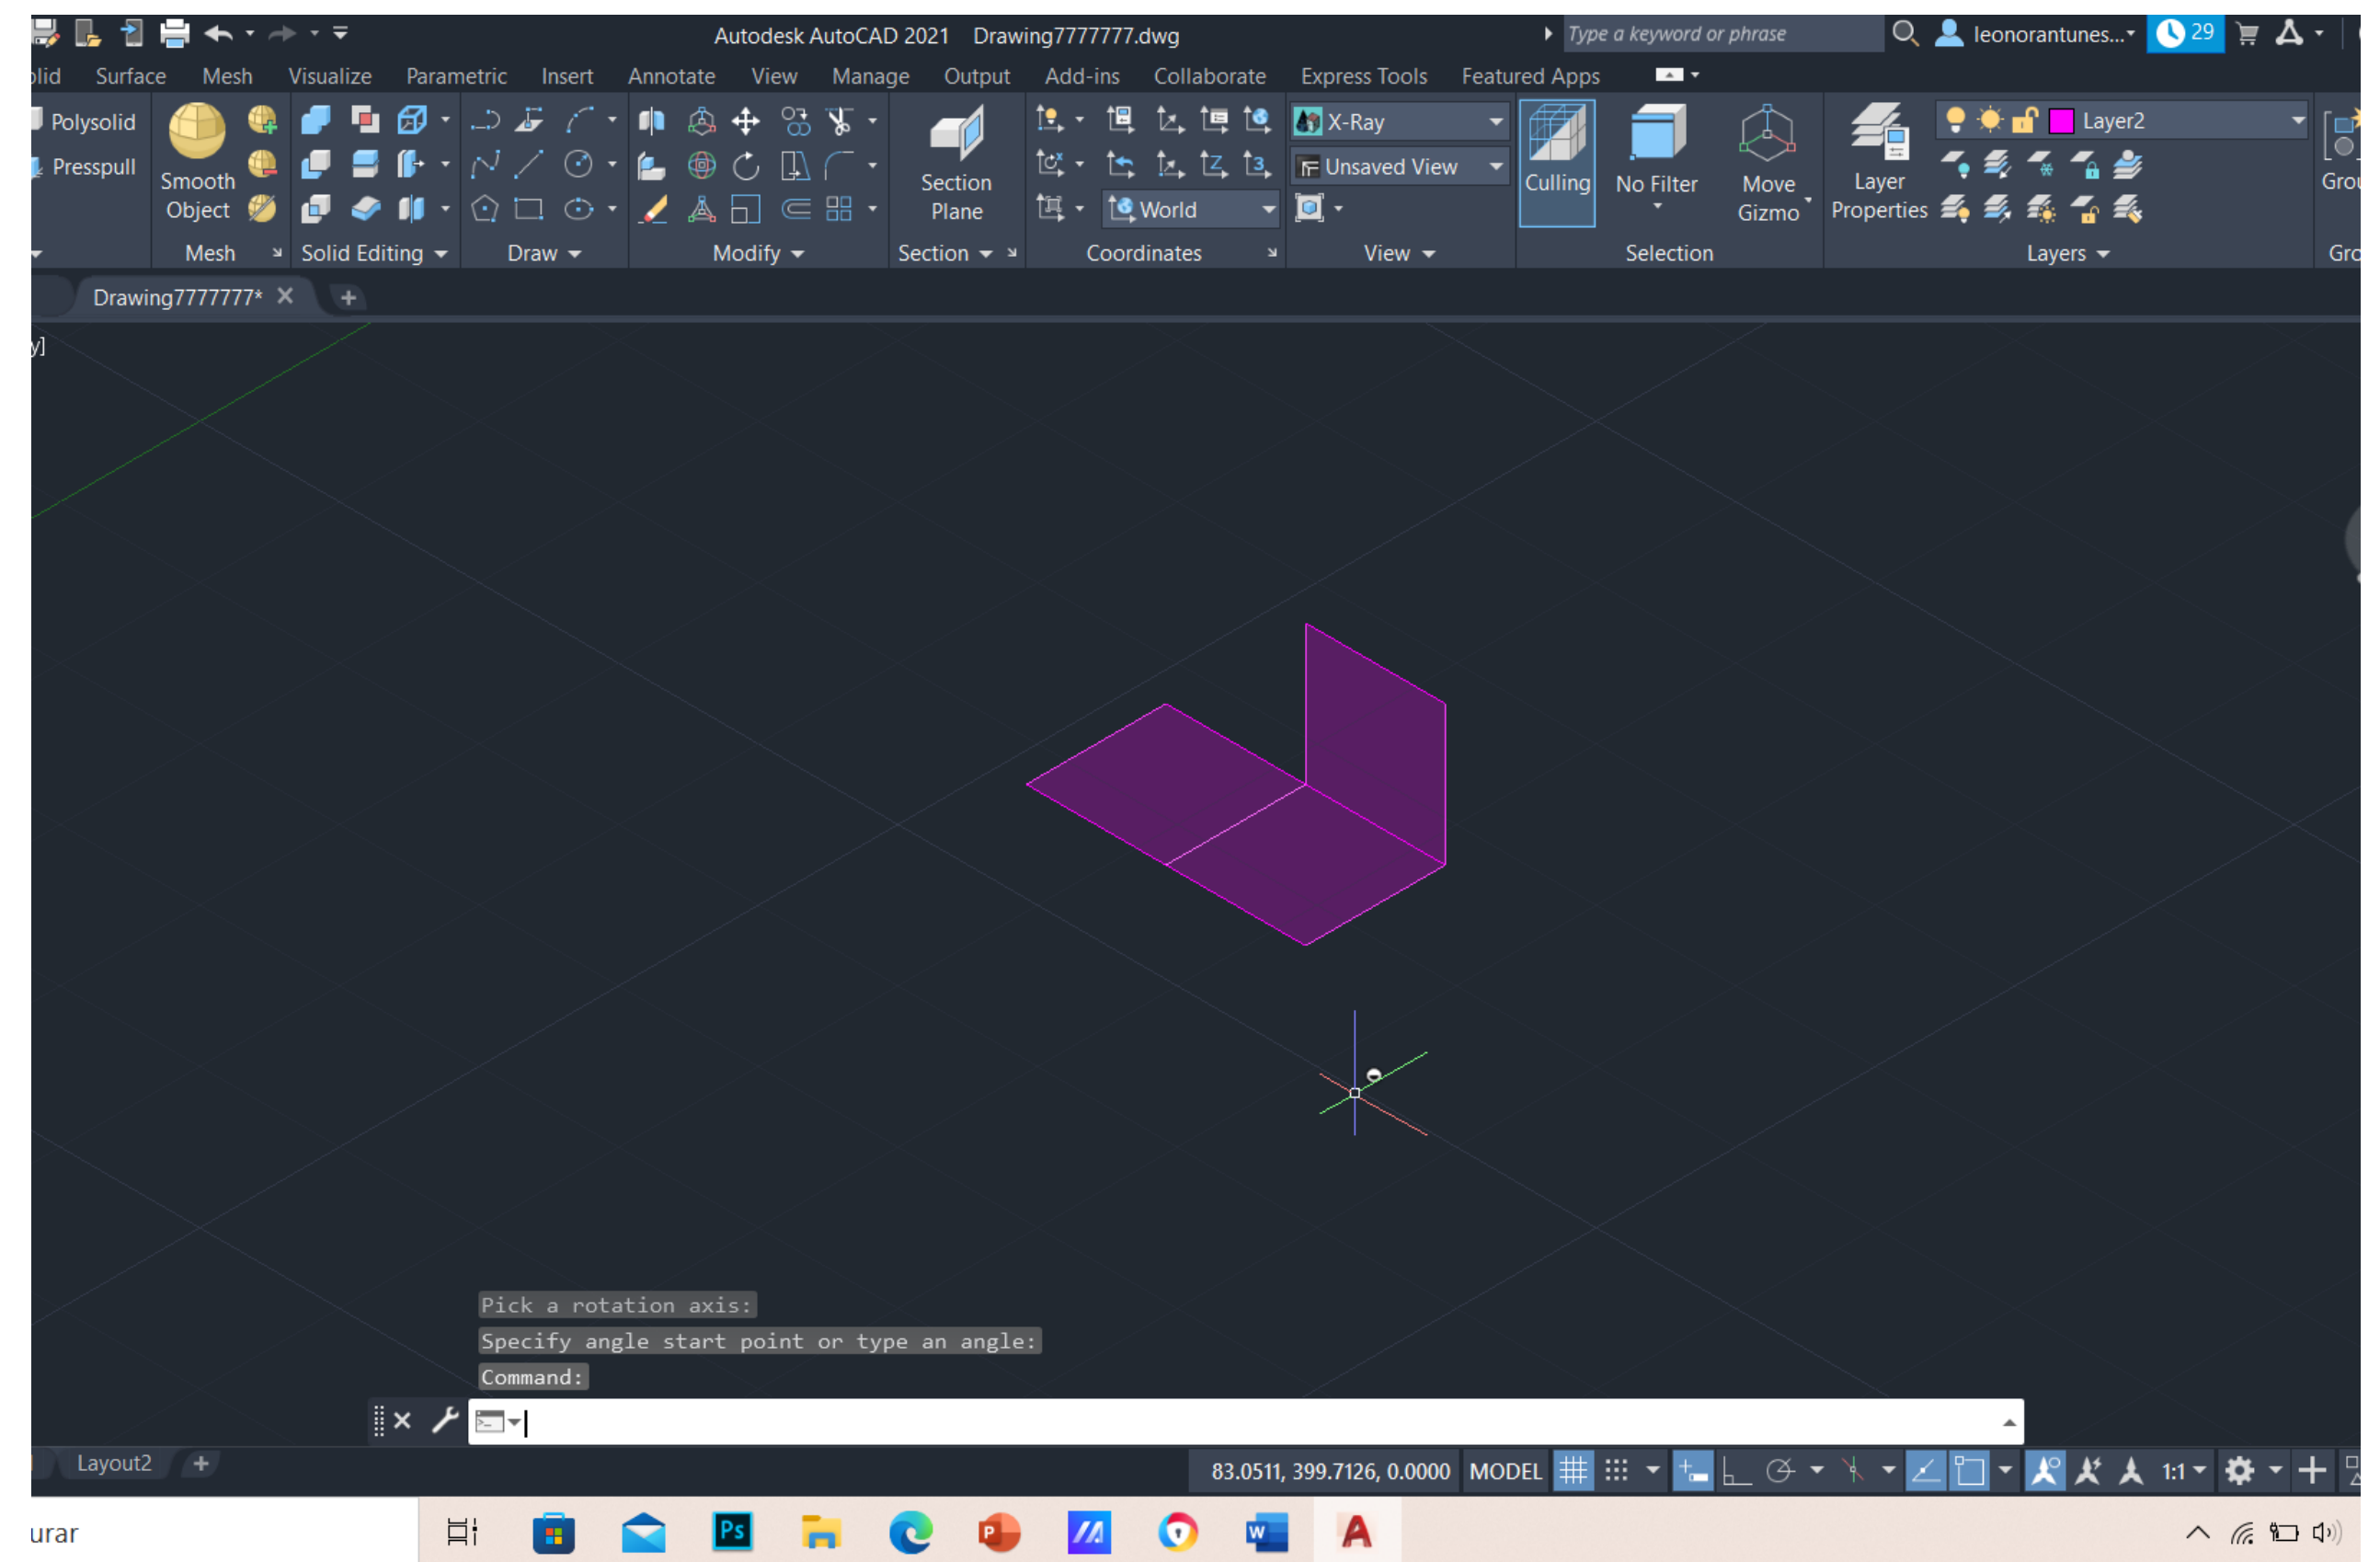 Autodesk AutoCAD 2021 Drawing7777777.dwg Type a keyword or phrase leonorantunes... 29
olid Surface Mesh Visualize Parametric Insert Annotate View Manage Output Add-ins Collaborate Express Tools Featured Apps
Polysolid
Presspull
Smooth
Object
Mesh
Solid Editing
Draw
Modify
Section
Plane
Section
World
Coordinates
X-Ray
Unsaved View
View
Culling
No Filter
Move
Gizmo
Selection
Layer
Properties
Layer2
Layers
Grou
Gro
Drawing7777777*
y]
Pick a rotation axis:
Specify angle start point or type an angle:
Command:
Layout2
83.0511, 399.7126, 0.0000 MODEL 1:1
urar
Ps
P
W
A